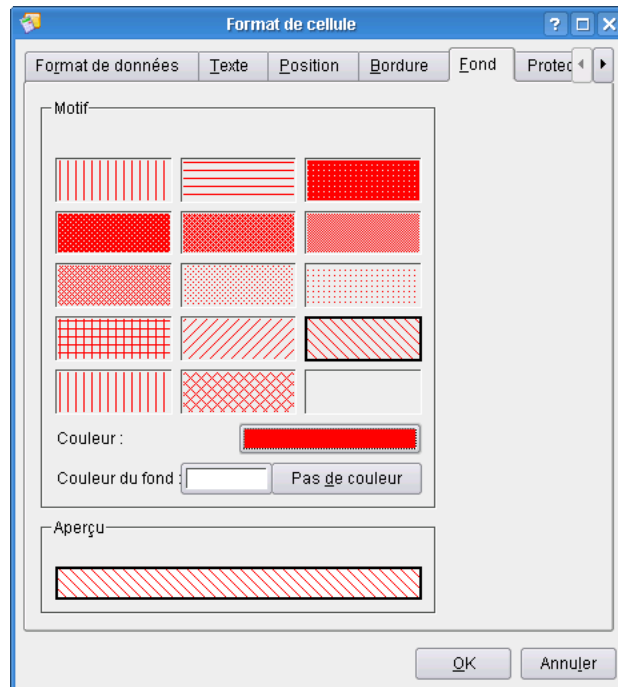 Format de cellule
Format de données Texte Position Bordure Fond Protec
Motif
Couleur :
Couleur du fond : Pas de couleur
Aperçu
OK Annuler